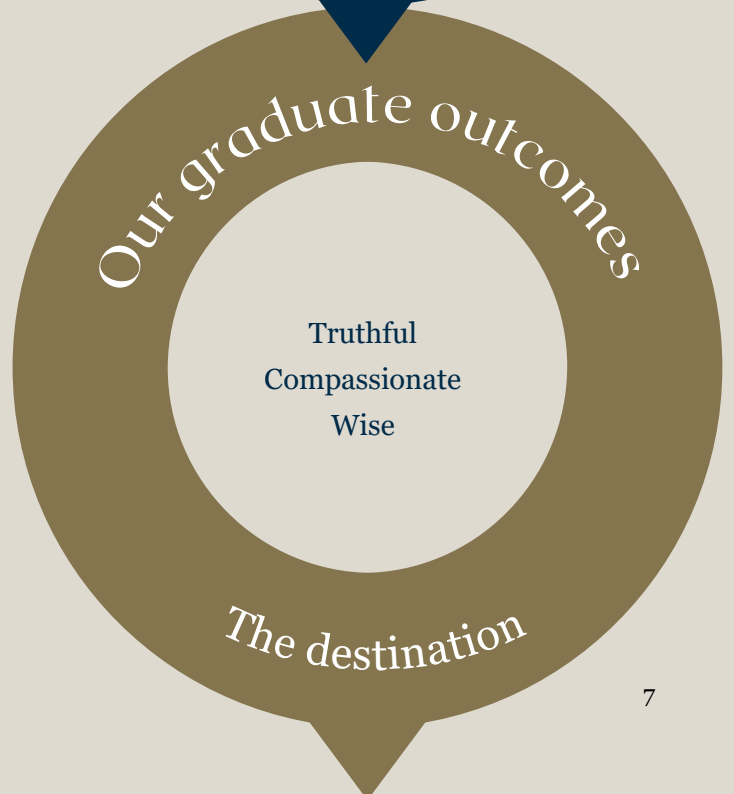 Our graduate outcomes
Truthful
Compassionate
Wise
The destination
7